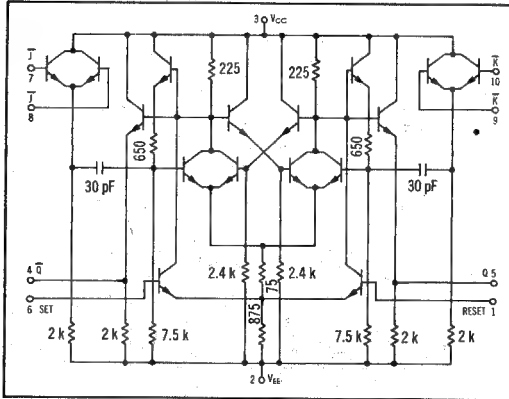 3 VCC
J̅
7
J̅
8
225
225
K̅
10
K̅
9
650
650
30 pF
30 pF
4 Q̅
6 SET
2.4 k
75
2.4 k
875
Q 5
RESET 1
2 k
2 k
7.5 k
7.5 k
2 k
2 k
2 VEE